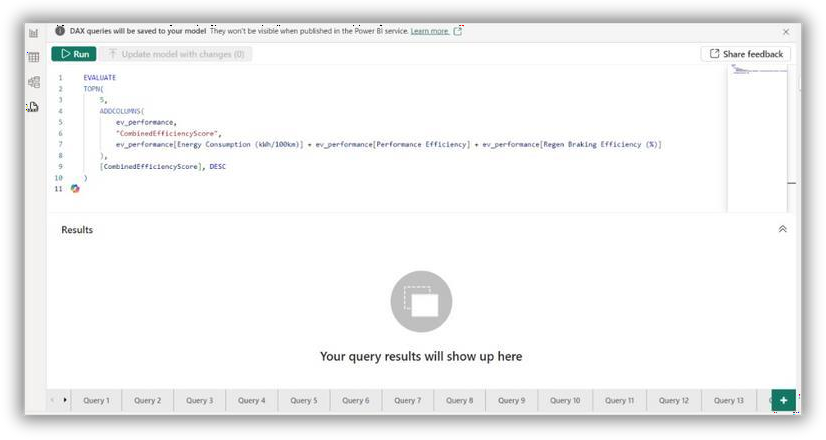 DAX queries will be saved to your model They won't be visible when published in the Power BI service. Learn more
Run Update model with changes (0) Share feedback
1 EVALUATE
2 TOPN(
3 5,
4 ADDCOLUMNS(
5 ev_performance,
6 "CombinedEfficiencyScore",
7 ev_performance[Energy Consumption (kWh/100km)] + ev_performance[Performance Efficiency] + ev_performance[Regen Braking Efficiency (%)]
8 ),
9 [CombinedEfficiencyScore], DESC
10 )
11
Results
Your query results will show up here
Query 1 Query 2 Query 3 Query 4 Query 5 Query 6 Query 7 Query 8 Query 9 Query 10 Query 11 Query 12 Query 13